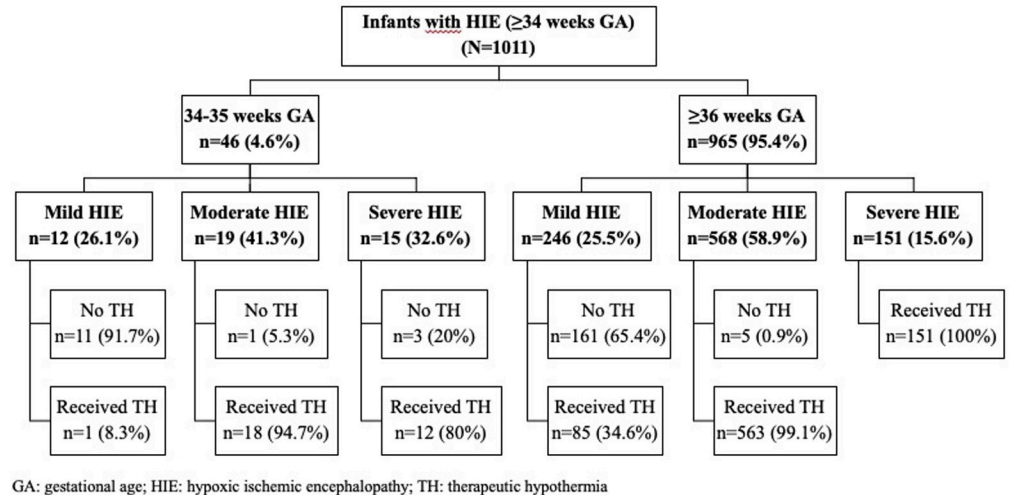 Infants with HIE (≥34 weeks GA)
(N=1011)
34-35 weeks GA
n=46 (4.6%)
≥36 weeks GA
n=965 (95.4%)
Mild HIE
n=12 (26.1%)
Moderate HIE
n=19 (41.3%)
Severe HIE
n=15 (32.6%)
Mild HIE
n=246 (25.5%)
Moderate HIE
n=568 (58.9%)
Severe HIE
n=151 (15.6%)
No TH
n=11 (91.7%)
No TH
n=1 (5.3%)
No TH
n=3 (20%)
No TH
n=161 (65.4%)
No TH
n=5 (0.9%)
Received TH
n=151 (100%)
Received TH
n=1 (8.3%)
Received TH
n=18 (94.7%)
Received TH
n=12 (80%)
Received TH
n=85 (34.6%)
Received TH
n=563 (99.1%)
GA: gestational age; HIE: hypoxic ischemic encephalopathy; TH: therapeutic hypothermia